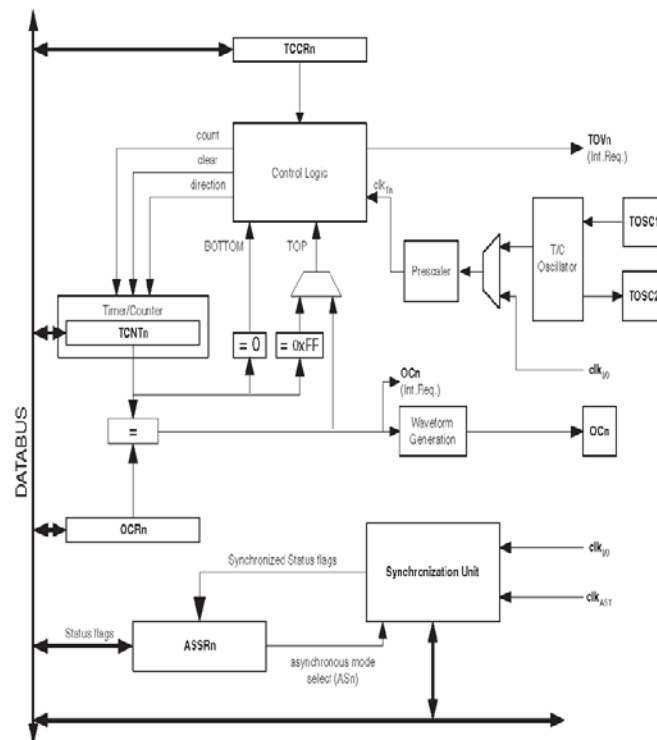 TCCRn
count
clear
direction
Control Logic
TOVn
(Int.Req.)
clkTn
BOTTOM
TOP
Prescaler
T/C
Oscillator
TOSC1
TOSC2
clkI/O
Timer/Counter
TCNTn
= 0
= 0xFF
OCn
(Int.Req.)
=
Waveform
Generation
OCn
DATABUS
OCRn
Synchronized Status flags
Synchronization Unit
clkI/O
clkASY
Status flags
ASSRn
asynchronous mode
select (ASn)